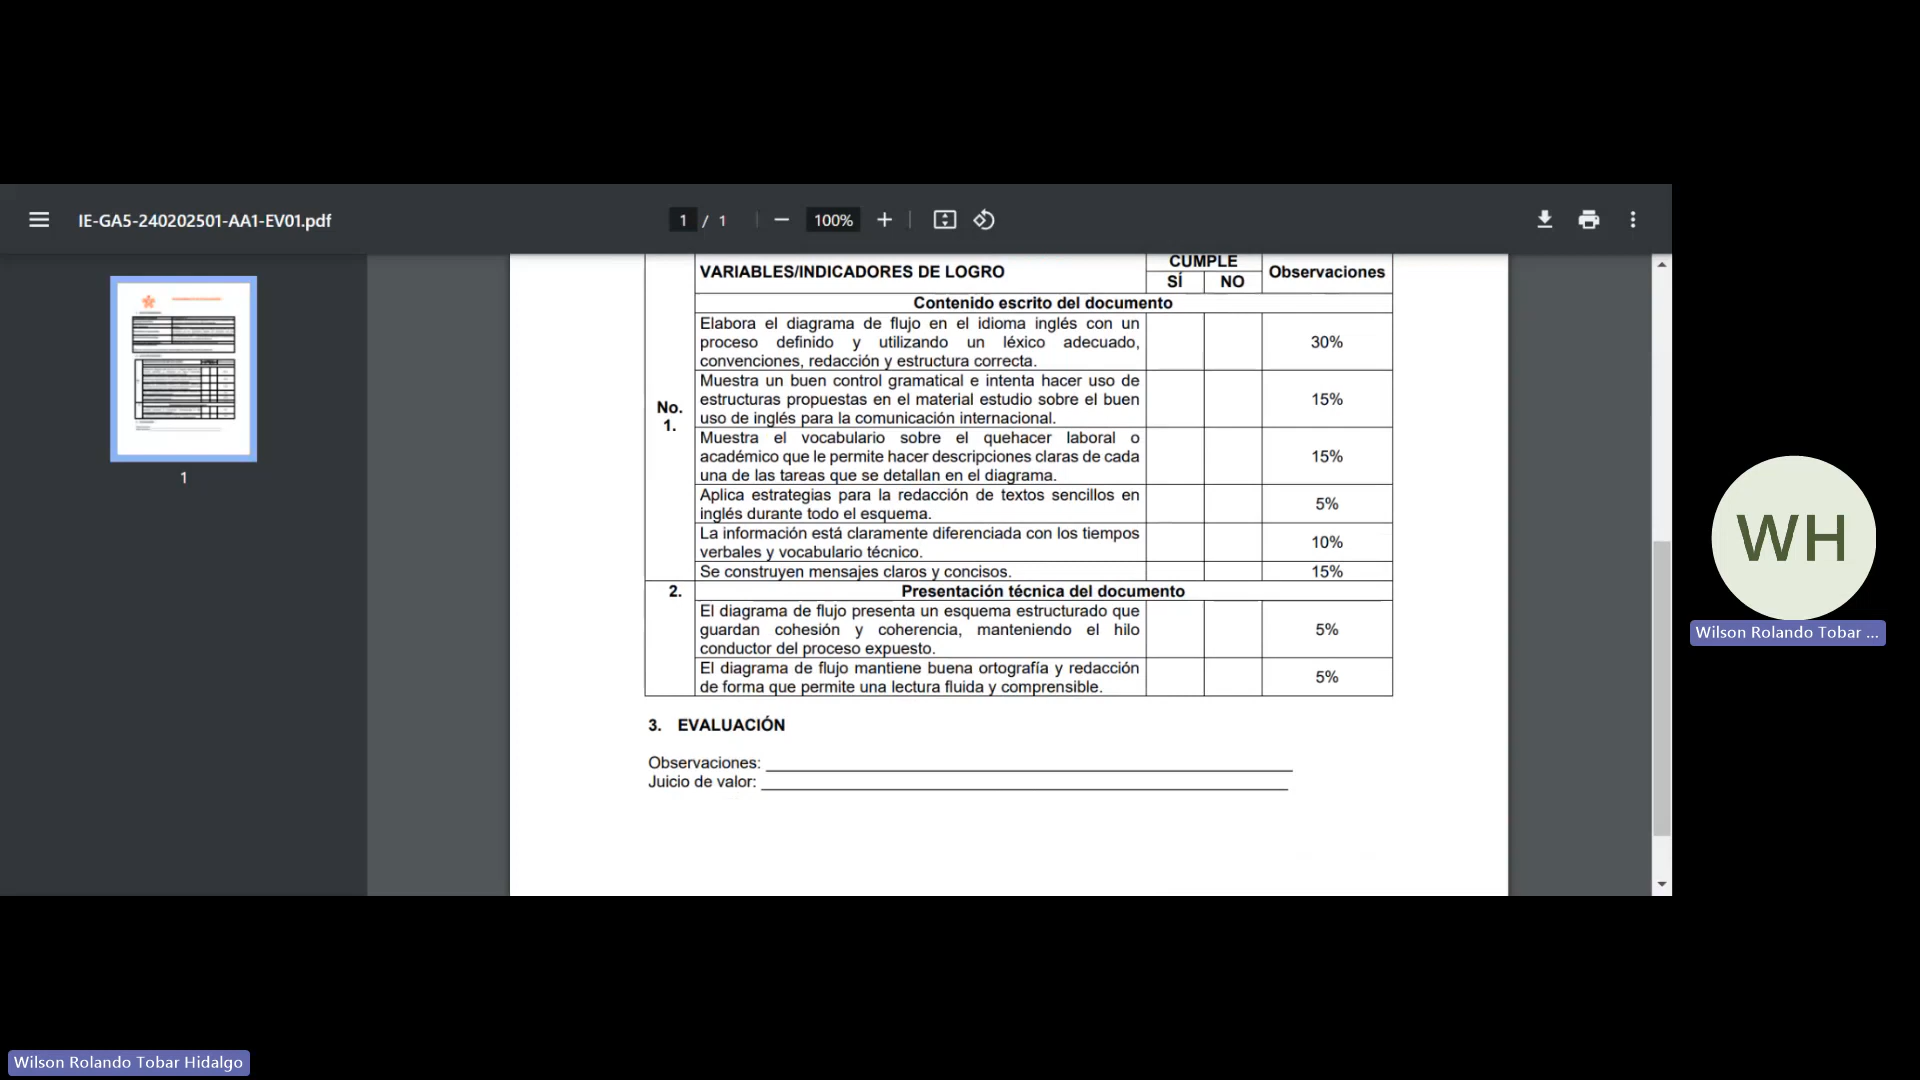 IE-GA5-240202501-AA1-EV01.pdf
1 / 1
100%
VARIABLES/INDICADORES DE LOGRO
CUMPLE
SÍ NO
Observaciones
Contenido escrito del documento
No.
1.
Elabora el diagrama de flujo en el idioma inglés con un
proceso definido y utilizando un léxico adecuado,
convenciones, redacción y estructura correcta.
30%
Muestra un buen control gramatical e intenta hacer uso de
estructuras propuestas en el material estudio sobre el buen
uso de inglés para la comunicación internacional.
15%
Muestra el vocabulario sobre el quehacer laboral o
académico que le permite hacer descripciones claras de cada
una de las tareas que se detallan en el diagrama.
15%
Aplica estrategias para la redacción de textos sencillos en
inglés durante todo el esquema.
5%
La información está claramente diferenciada con los tiempos
verbales y vocabulario técnico.
10%
Se construyen mensajes claros y concisos.
15%
2.
Presentación técnica del documento
El diagrama de flujo presenta un esquema estructurado que
guardan cohesión y coherencia, manteniendo el hilo
conductor del proceso expuesto.
5%
El diagrama de flujo mantiene buena ortografía y redacción
de forma que permite una lectura fluida y comprensible.
5%
3. EVALUACIÓN
Observaciones:
Juicio de valor:
1
WH
Wilson Rolando Tobar ...
Wilson Rolando Tobar Hidalgo